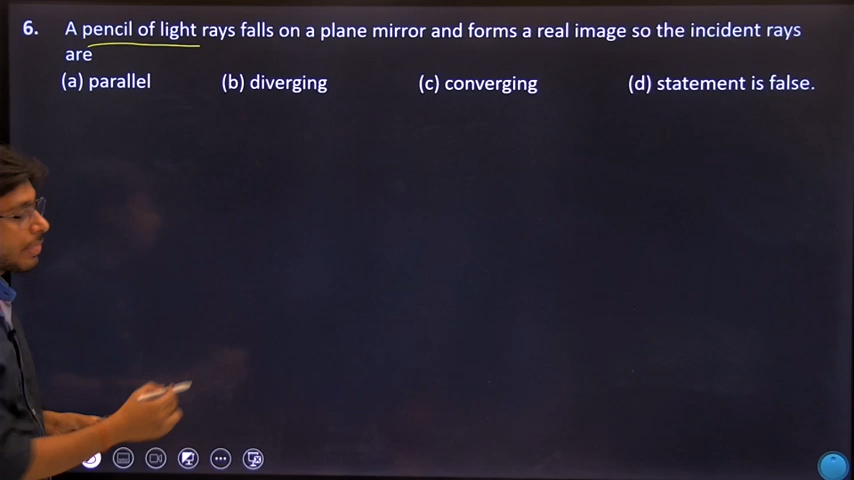 6. A pencil of light rays falls on a plane mirror and forms a real image so the incident rays
are
(a) parallel (b) diverging (c) converging (d) statement is false.